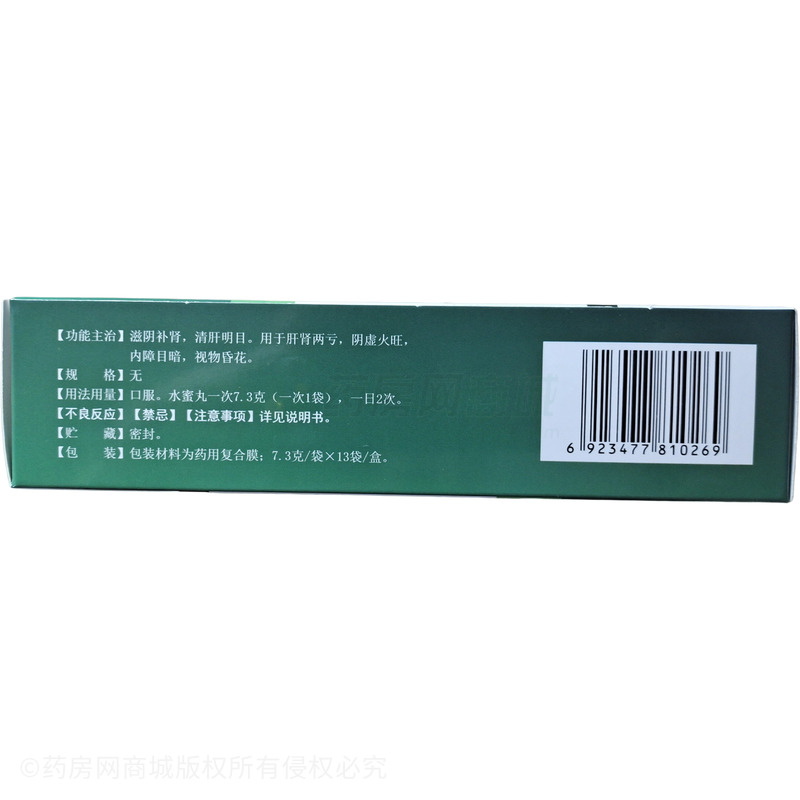 【功能主治】滋阴补肾，清肝明目。用于肝肾两亏，阴虚火旺，
内障目暗，视物昏花。
【规　　格】无
【用法用量】口服。水蜜丸一次7.3克（一次1袋），一日2次。
【不良反应】【禁忌】【注意事项】详见说明书。
【贮　　藏】密封。
【包　　装】包装材料为药用复合膜；7.3克/袋×13袋/盒。
6 923477 810269
©药房网商城版权所有侵权必究